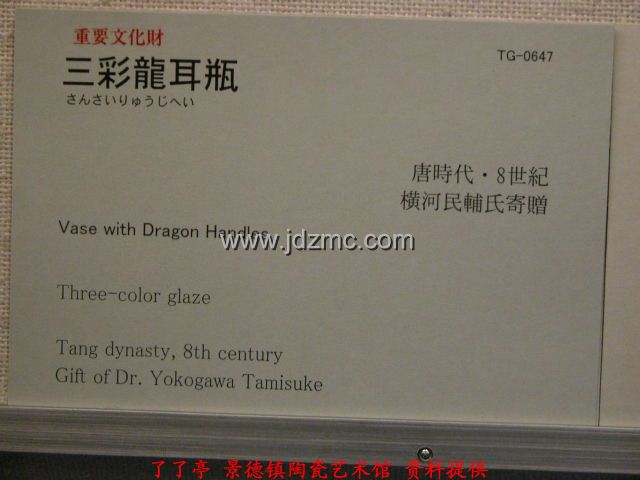 重要文化財
TG-0647
三彩龍耳瓶
さんさいりゅうじへい
唐時代・8世紀
横河民輔氏寄贈
Vase with Dragon Handles
www.jdzmc.com
Three-color glaze
Tang dynasty, 8th century
Gift of Dr. Yokogawa Tamisuke
了了亭 景德镇陶瓷艺术馆 资料提供